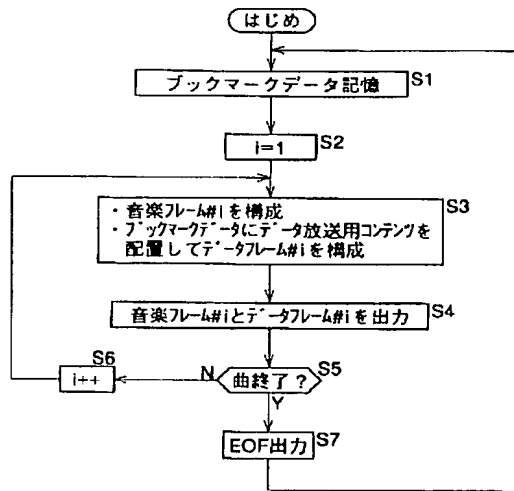 はじめ
ブックマークデータ記憶 S1
i=1 S2
S3
・音楽フレーム#iを構成
・ブックマークデータにデータ放送用コンテンツを
配置してデータフレーム#iを構成
音楽フレーム#iとデータフレーム#iを出力 S4
S6
i++
N
曲終了？ S5
Y
EOF出力 S7